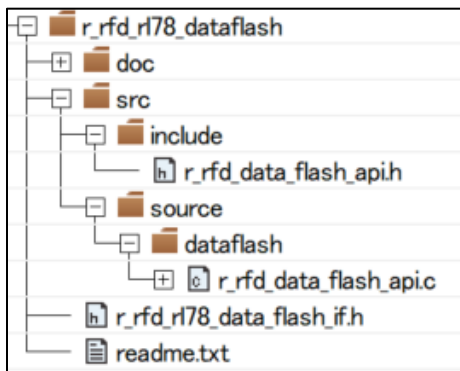 r_rfd_rl78_dataflash
doc
src
include
r_rfd_data_flash_api.h
source
dataflash
r_rfd_data_flash_api.c
r_rfd_rl78_data_flash_if.h
readme.txt